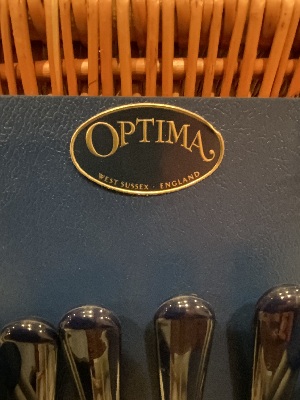 OPTIMA
WEST SUSSEX · ENGLAND